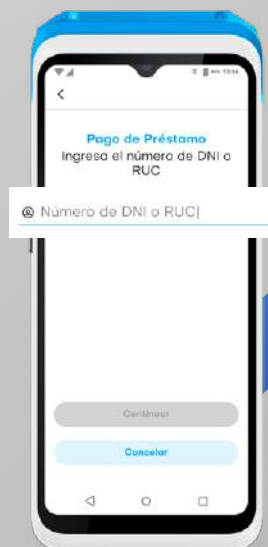 Pago de Préstamo
Ingresa el número de DNI o
RUC
Número de DNI o RUC
Continuar
Cancelar